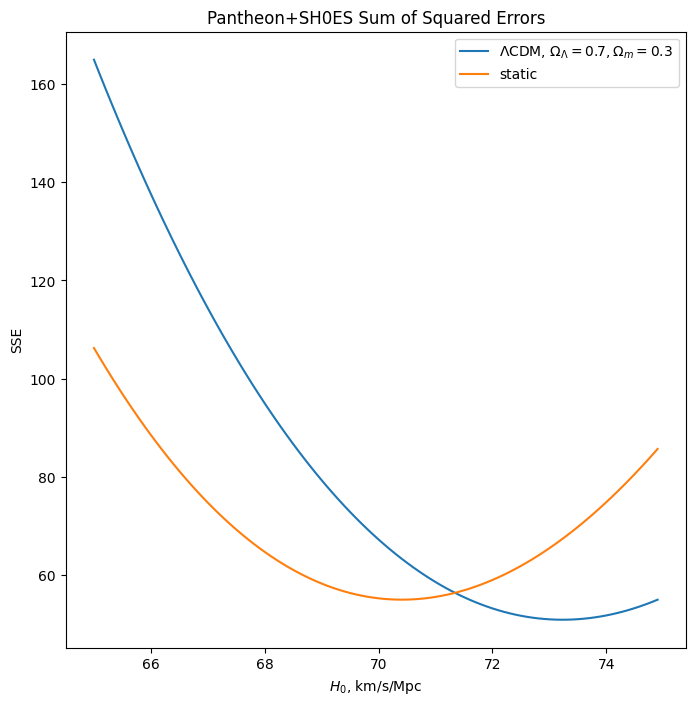 Pantheon+SH0ES Sum of Squared Errors
ΛCDM, Ω_Λ = 0.7, Ω_m = 0.3
static
160
140
120
100
80
60
SSE
66 68 70 72 74
H_0, km/s/Mpc